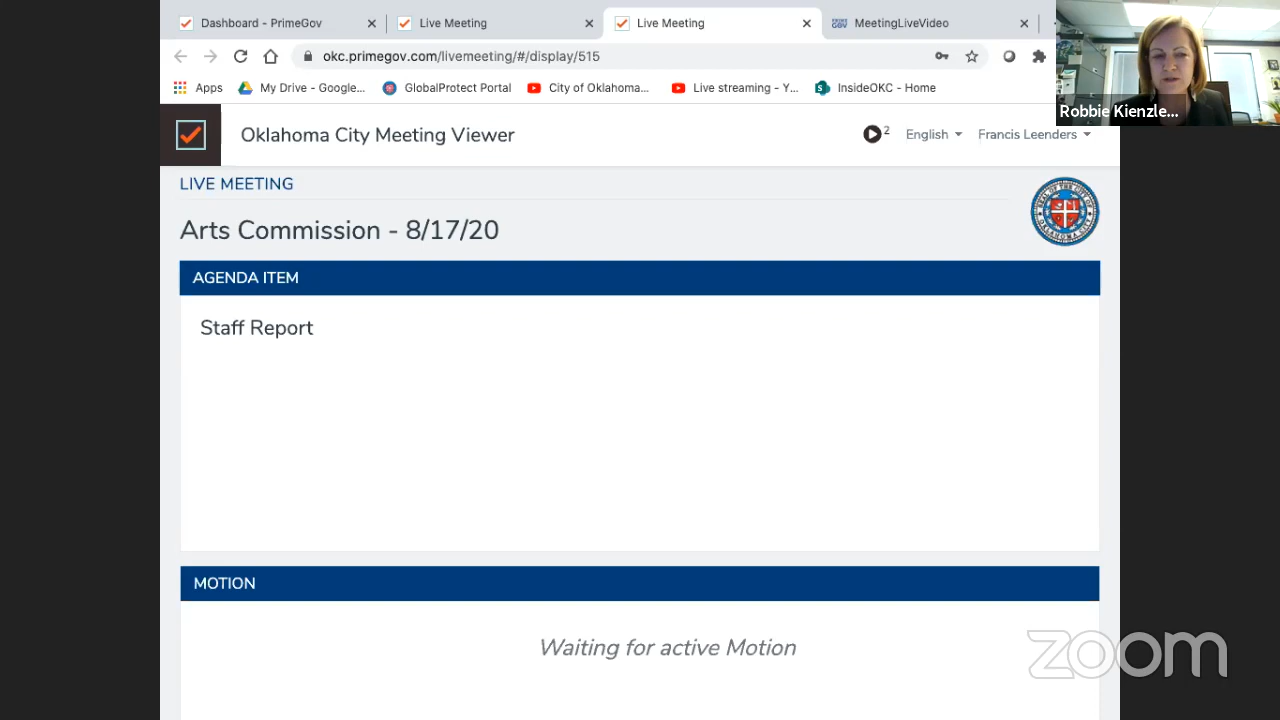 Dashboard - PrimeGov
Live Meeting
Live Meeting
MeetingLiveVideo
okc.primegov.com/livemeeting/#/display/515
Apps
My Drive - Google...
GlobalProtect Portal
City of Oklahoma...
Live streaming - Y...
InsideOKC - Home
Robbie Kienzle...
Oklahoma City Meeting Viewer
2
English
Francis Leenders
LIVE MEETING
Arts Commission - 8/17/20
AGENDA ITEM
Staff Report
MOTION
Waiting for active Motion
zoom